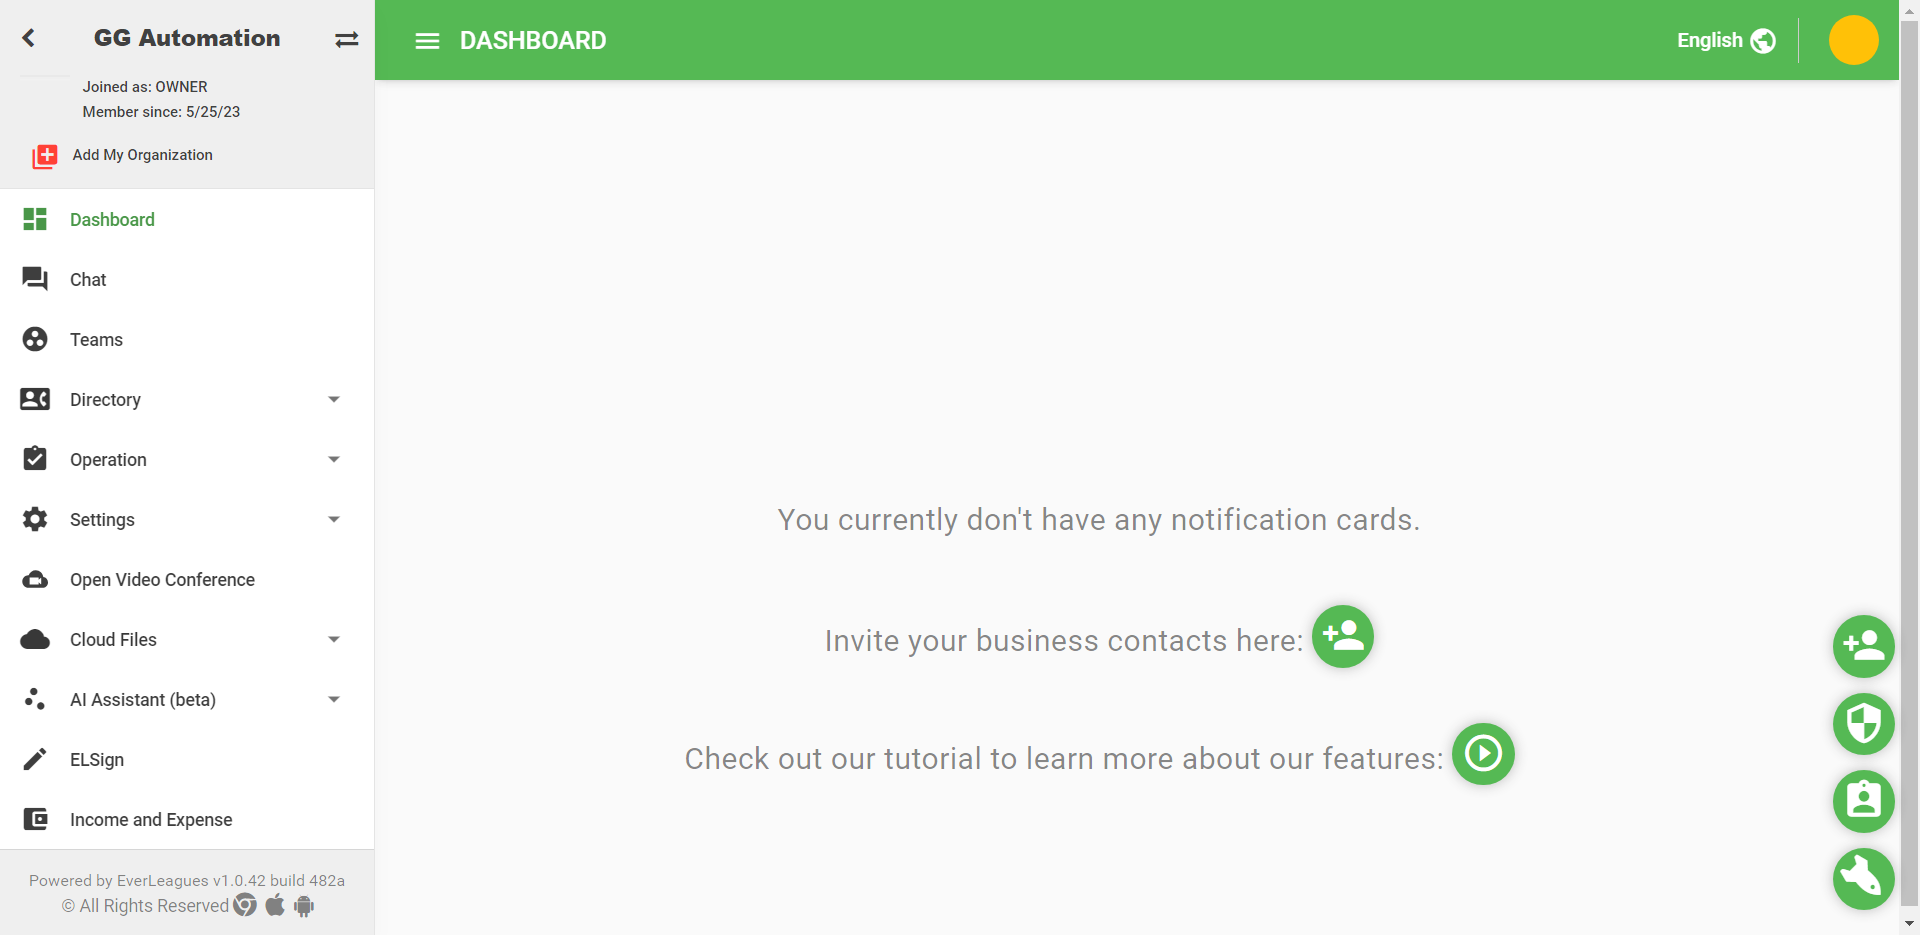 GG Automation
Joined as: OWNER
Member since: 5/25/23
Add My Organization
Dashboard
Chat
Teams
Directory
Operation
Settings
Open Video Conference
Cloud Files
AI Assistant (beta)
ELSign
Income and Expense
Powered by EverLeagues v1.0.42 build 482a
© All Rights Reserved
DASHBOARD
English
You currently don't have any notification cards.
Invite your business contacts here:
Check out our tutorial to learn more about our features: